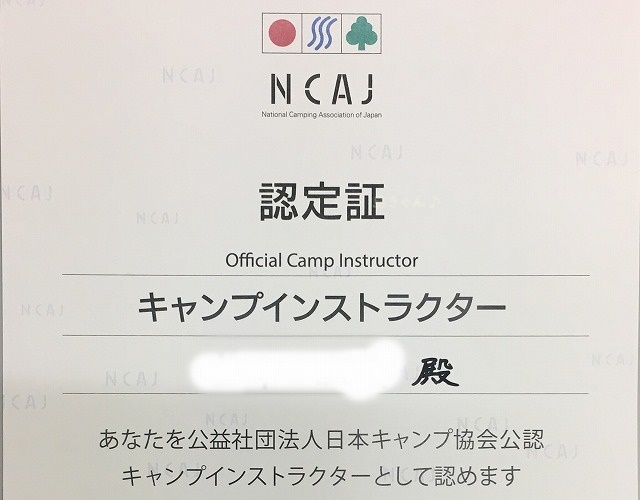 NCAJ
National Camping Association of Japan
認定証
Official Camp Instructor
キャンプインストラクター
殿
あなたを公益社団法人日本キャンプ協会公認
キャンプインストラクターとして認めます